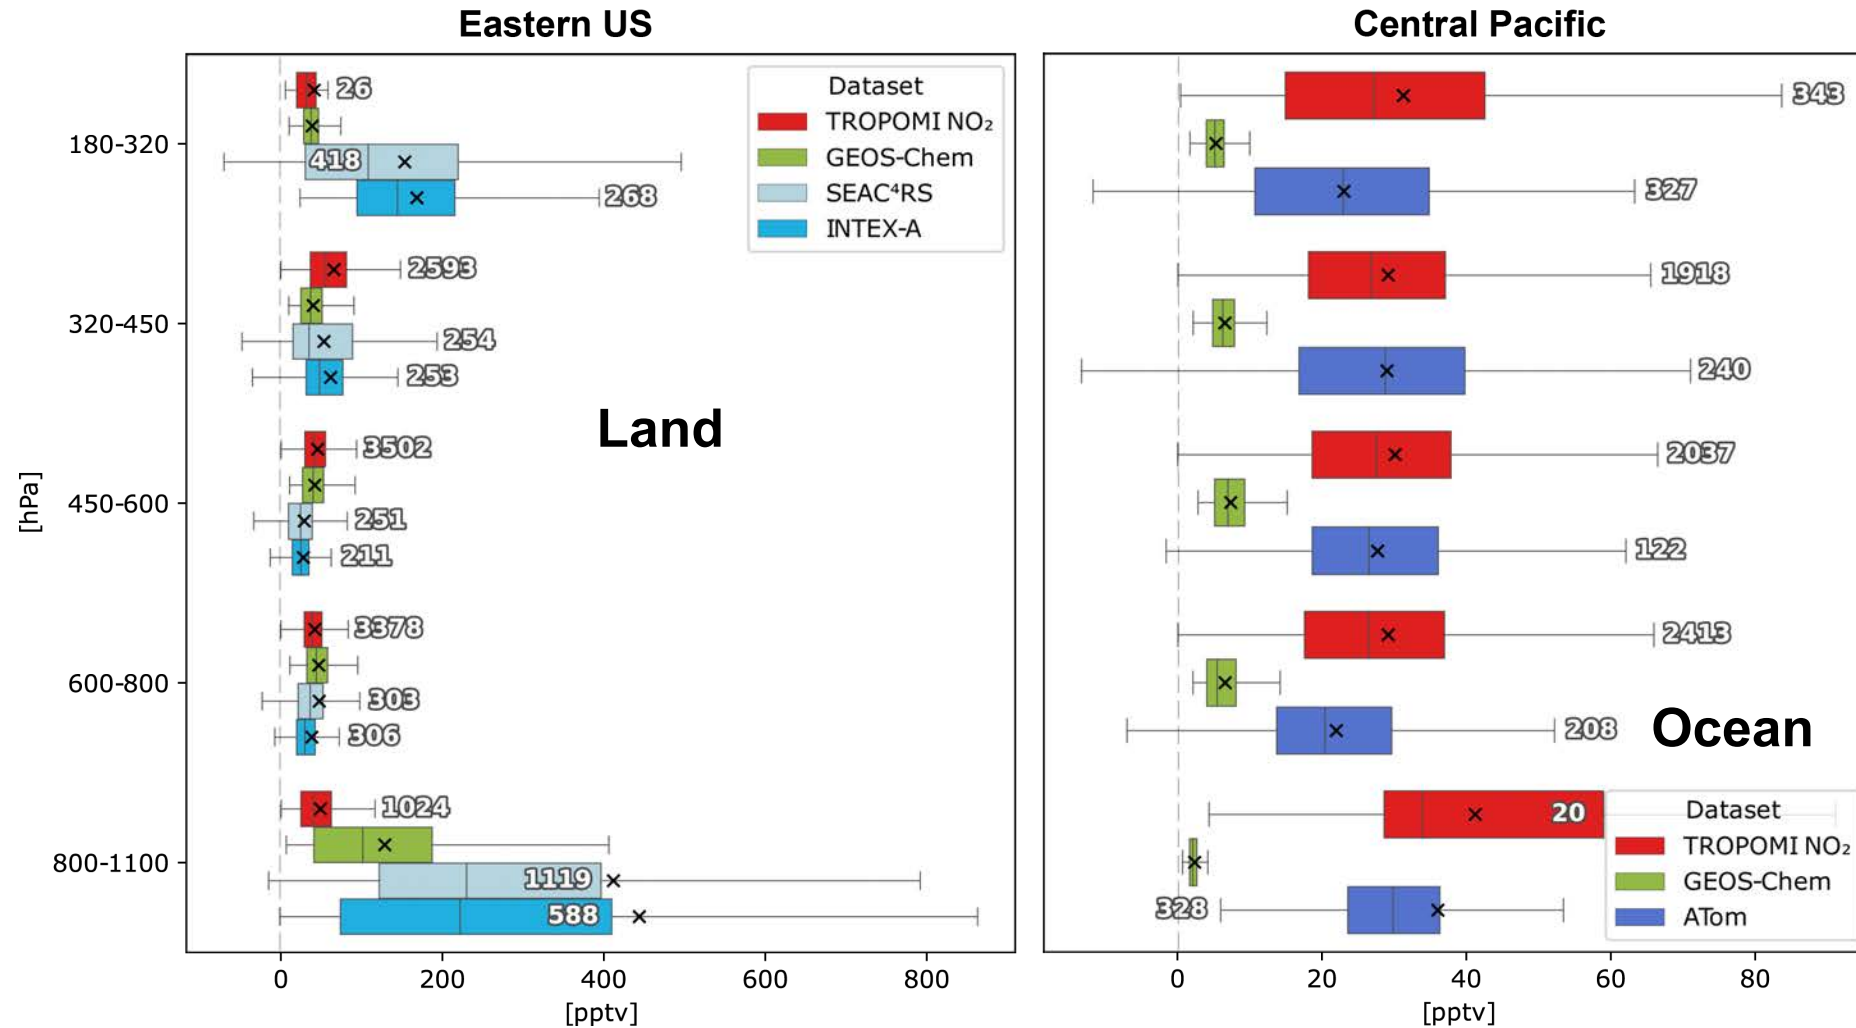 Eastern US
Central Pacific
26
180-320
418
268
2593
320-450
254
253
3502
450-600
251
211
3378
600-800
303
306
1024
800-1100
1119
588
Dataset
TROPOMI NO₂
GEOS-Chem
SEAC⁴RS
INTEX-A
Land
[hPa]
0 200 400 600 800
[pptv]
343
327
1918
240
2037
122
2413
208
Ocean
20
328
Dataset
TROPOMI NO₂
GEOS-Chem
ATom
0 20 40 60 80
[pptv]